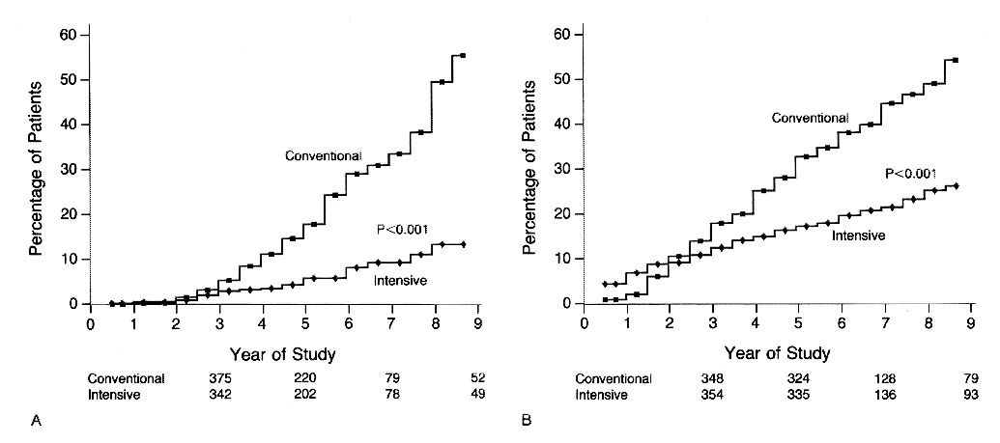 60
50
40
30
20
10
0
Percentage of Patients
Conventional
P<0.001
Intensive
0 1 2 3 4 5 6 7 8 9
Year of Study
Conventional 375 220 79 52
Intensive 342 202 78 49
A
60
50
40
30
20
10
0
Percentage of Patients
Conventional
P<0.001
Intensive
0 1 2 3 4 5 6 7 8 9
Year of Study
Conventional 348 324 128 79
Intensive 354 335 136 93
B